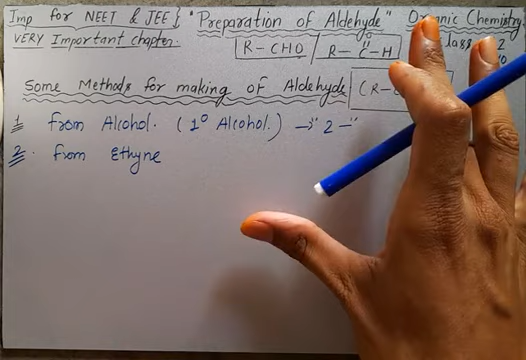 Imp for NEET & JEE} "Preparation of Aldehyde" Organic Chemistry.
VERY Important chapter. R-CHO / R-C-H
O
Some Methods for making of Aldehyde (R-
1 from Alcohol. (1° Alcohol.) →" 2 -"
2. from Ethyne